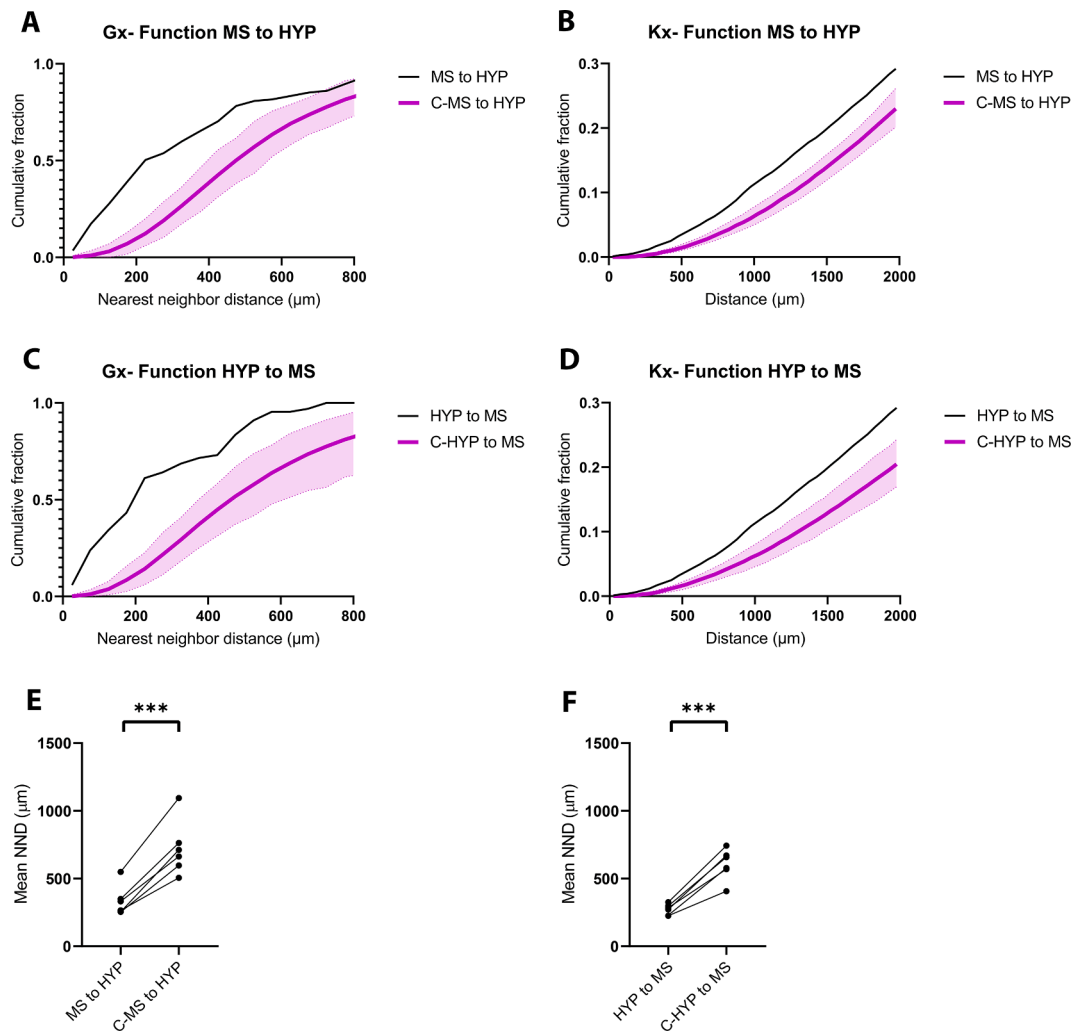 A
Gx- Function MS to HYP
1.0
0.5
0.0
0
200
400
600
800
Cumulative fraction
Nearest neighbor distance (µm)
MS to HYP
C-MS to HYP
B
Kx- Function MS to HYP
0.3
0.2
0.1
0.0
0
500
1000
1500
2000
Cumulative fraction
Distance (µm)
MS to HYP
C-MS to HYP
C
Gx- Function HYP to MS
1.0
0.5
0.0
0
200
400
600
800
Cumulative fraction
Nearest neighbor distance (µm)
HYP to MS
C-HYP to MS
D
Kx- Function HYP to MS
0.3
0.2
0.1
0.0
0
500
1000
1500
2000
Cumulative fraction
Distance (µm)
HYP to MS
C-HYP to MS
E
***
1500
1000
500
0
Mean NND (µm)
MS to HYP
C-MS to HYP
F
***
1500
1000
500
0
Mean NND (µm)
HYP to MS
C-HYP to MS